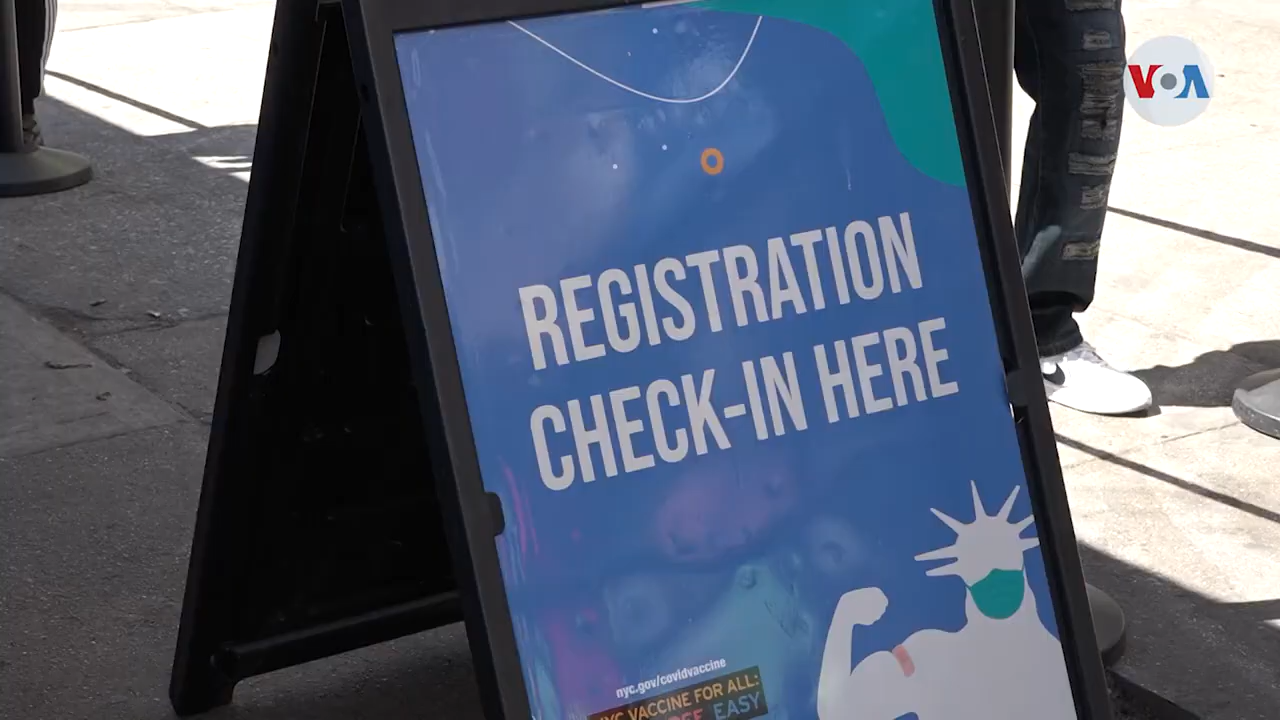 VOA
REGISTRATION
CHECK-IN HERE
nyc.gov/covidvaccine
NYC VACCINE FOR ALL:
EASY